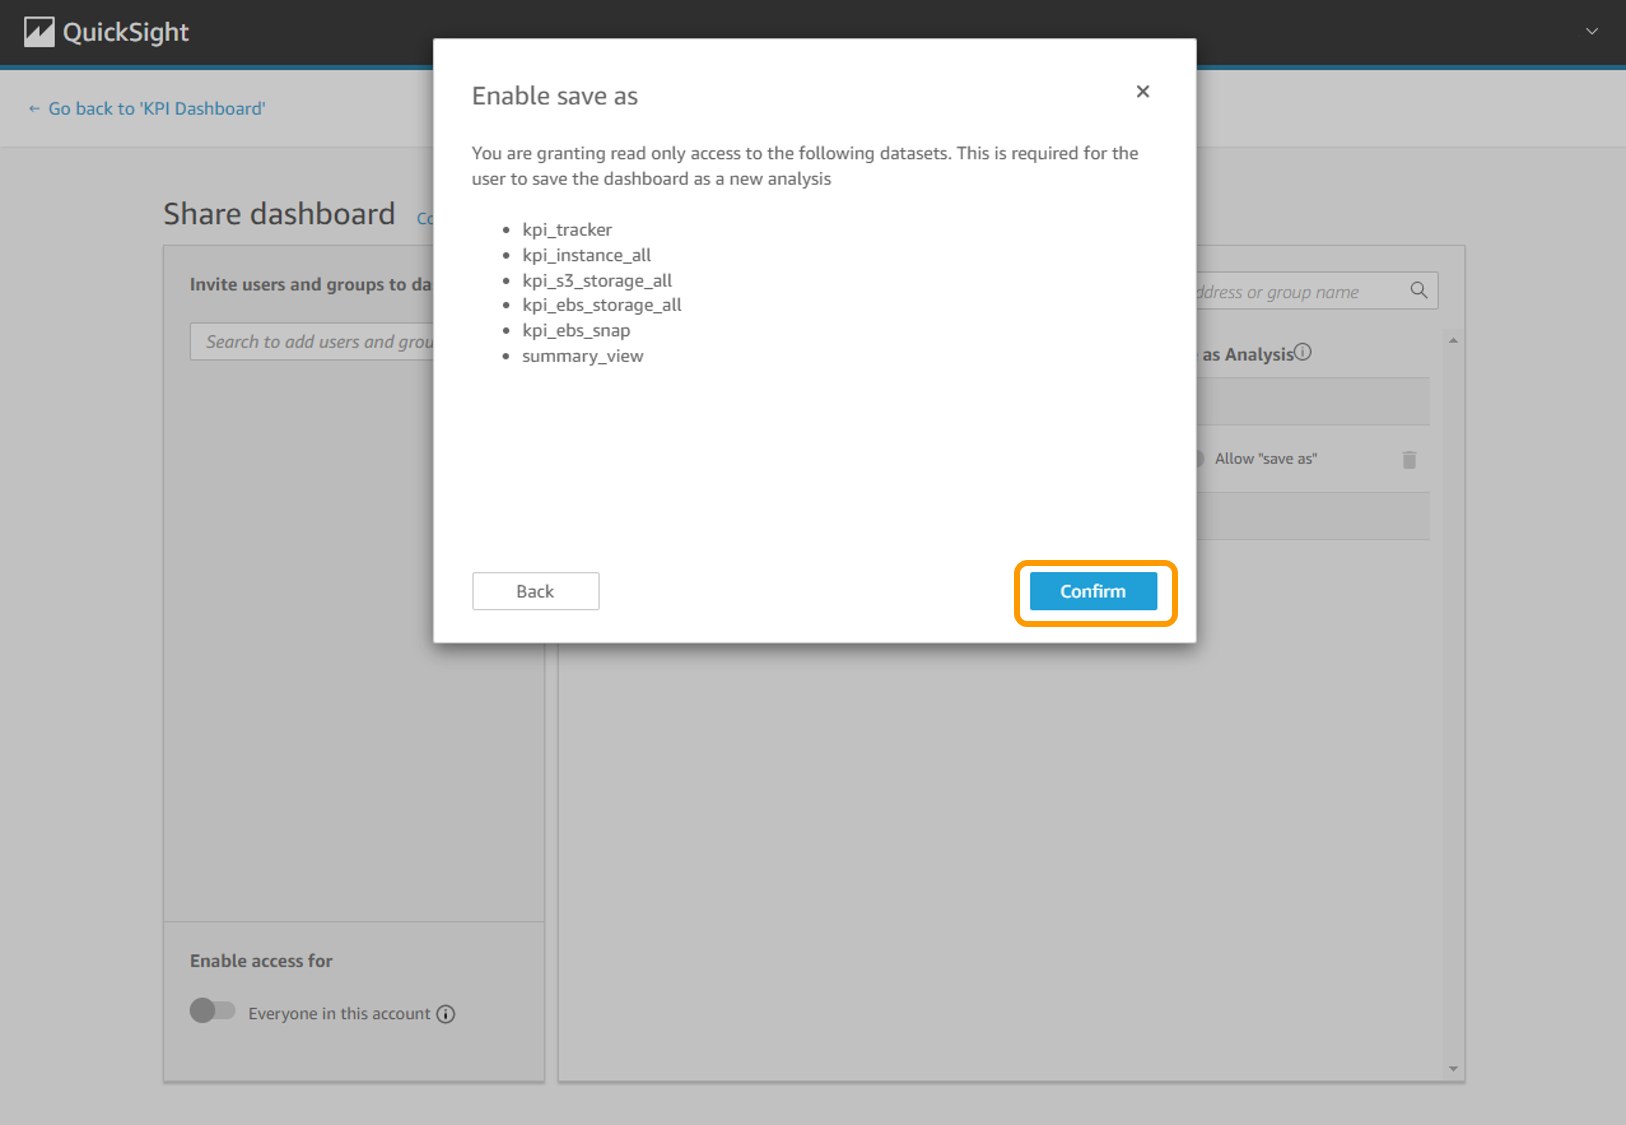 QuickSight
← Go back to 'KPI Dashboard'
Enable save as
You are granting read only access to the following datasets. This is required for the
user to save the dashboard as a new analysis
• kpi_tracker
• kpi_instance_all
• kpi_s3_storage_all
• kpi_ebs_storage_all
• kpi_ebs_snap
• summary_view
Back
Confirm
Share dashboard
Invite users and groups to da
Search to add users and grou
or group name
as Analysis
Allow "save as"
Enable access for
Everyone in this account